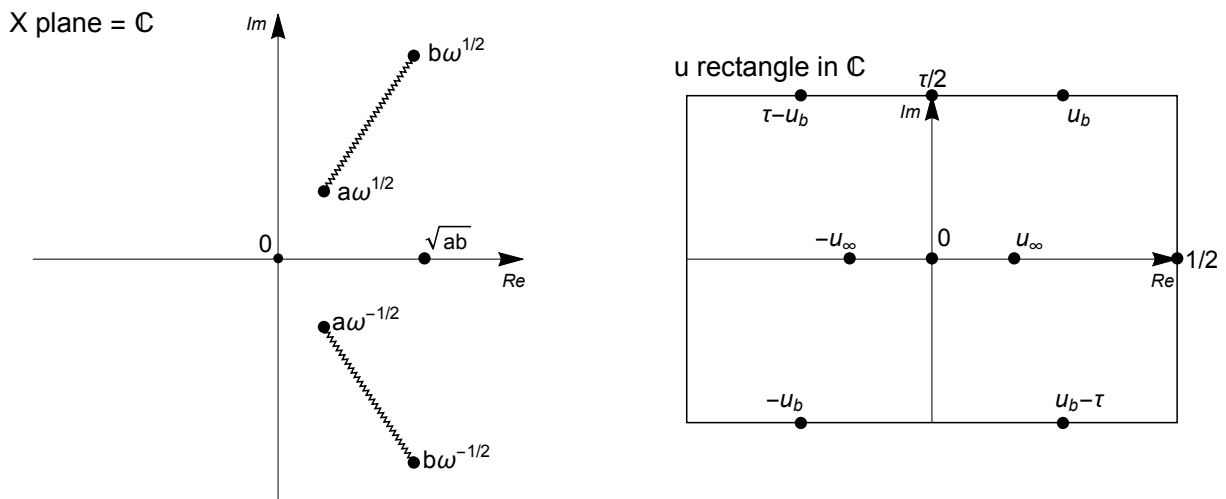 X plane = ℂ
Im
bω^{1/2}
aω^{1/2}
0
√ab
Re
aω^{-1/2}
bω^{-1/2}
u rectangle in ℂ
τ/2
τ−u_b
Im
u_b
−u_∞
0
u_∞
1/2
Re
−u_b
u_b−τ